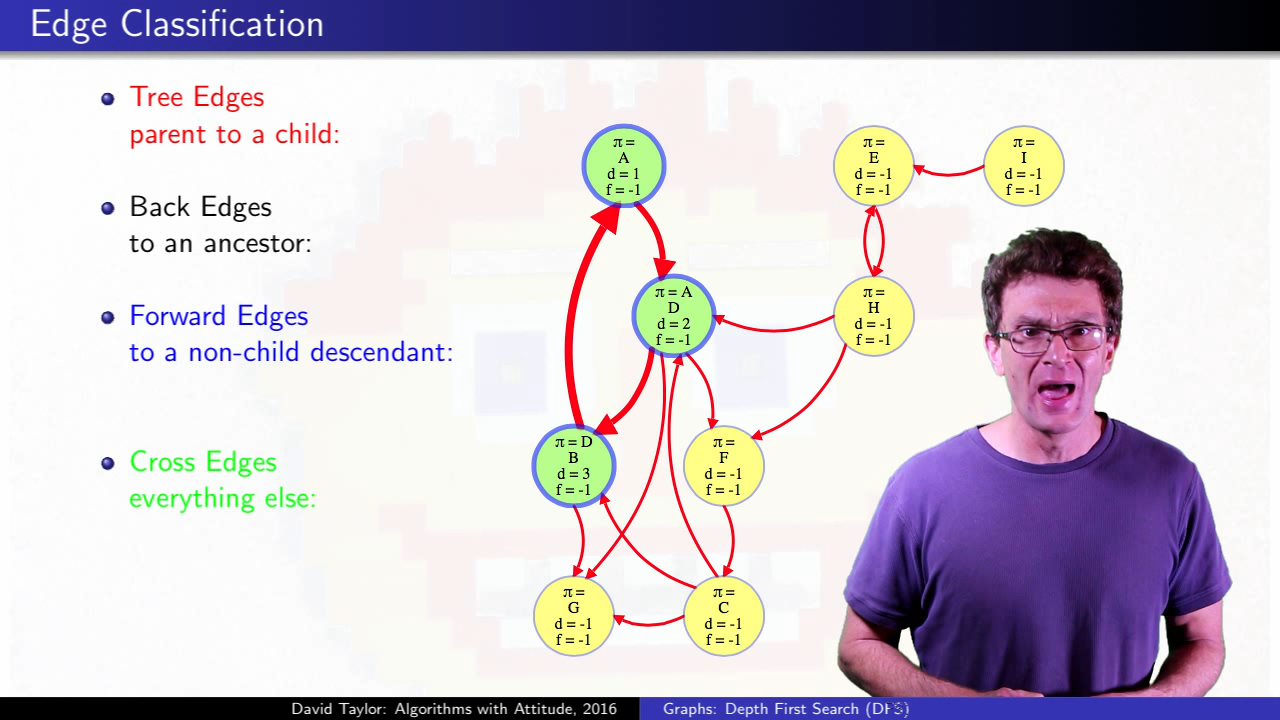 Edge Classification
Tree Edges
parent to a child:
Back Edges
to an ancestor:
Forward Edges
to a non-child descendant:
Cross Edges
everything else:
π =
A
d = 1
f = -1
π =
E
d = -1
f = -1
π =
I
d = -1
f = -1
π = A
D
d = 2
f = -1
π =
H
d = -1
f = -1
π = D
B
d = 3
f = -1
π =
F
d = -1
f = -1
π =
G
d = -1
f = -1
π =
C
d = -1
f = -1
David Taylor: Algorithms with Attitude, 2016
Graphs: Depth First Search (DFS)